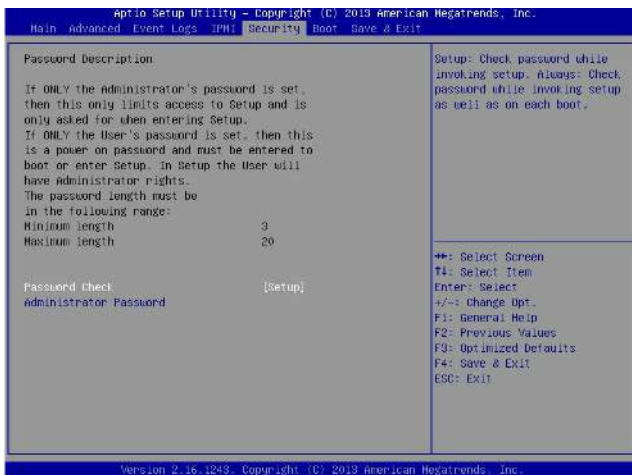 Aptio Setup Utility – Copyright (C) 2013 American Megatrends, Inc.
Main Advanced Event Logs IPMI Security Boot Save & Exit
Password Description
If ONLY the Administrator's password is set,
then this only limits access to Setup and is
only asked for when entering Setup.
If ONLY the User's password is set, then this
is a power on password and must be entered to
boot or enter Setup. In Setup the User will
have Administrator rights.
The password length must be
in the following range:
Minimum length 3
Maximum length 20
Password Check [Setup]
Administrator Password
Setup: Check password while
invoking setup. Always: Check
password while invoking setup
as well as on each boot.
→←: Select Screen
↑↓: Select Item
Enter: Select
+/-: Change Opt.
F1: General Help
F2: Previous Values
F3: Optimized Defaults
F4: Save & Exit
ESC: Exit
Version 2.16.1243. Copyright (C) 2013 American Megatrends, Inc.